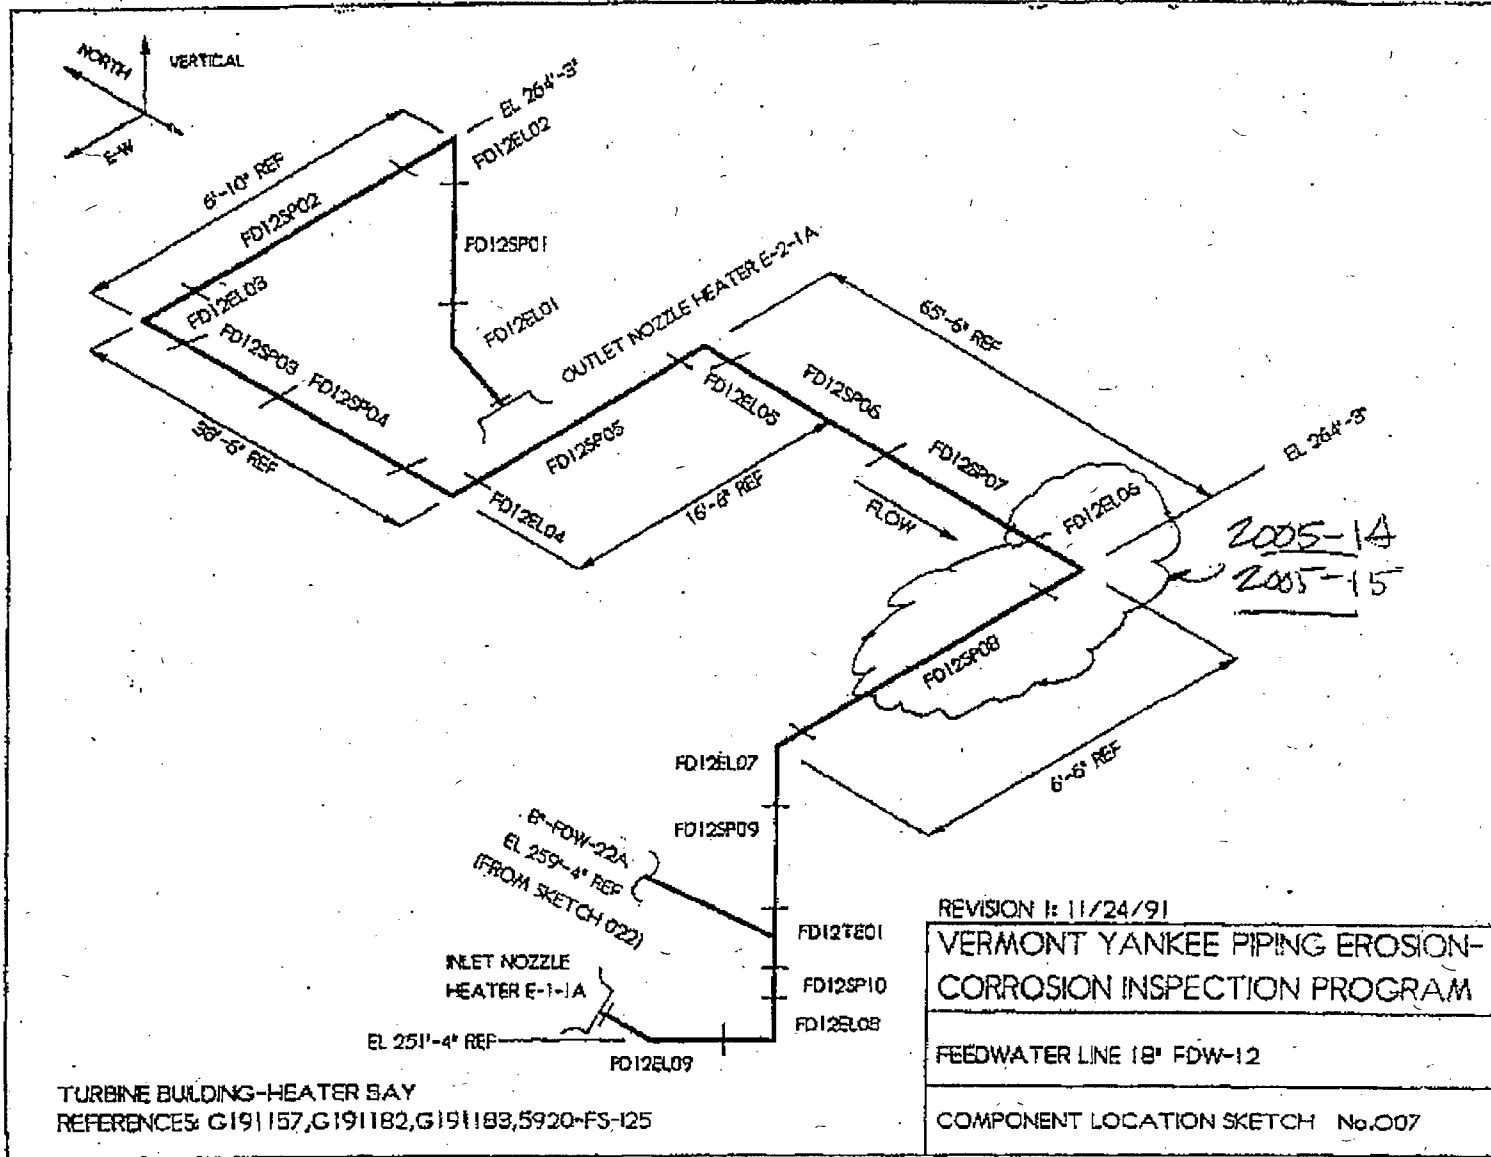 NORTH
VERTICAL
E-W
EL 264'-3"
FD12EL02
6'-10" REF
FD12SP02
FD12SP01
FD12EL03
FD12EL01
OUTLET NOZZLE HEATER E-2-1A
FD12SP03
FD12SP04
65'-6" REF
FD12EL05
FD12SP06
FD12SP05
FD12SP07
EL 264'-3"
16'-6" REF
FLOW
FD12EL04
FD12EL06
2005-14
2005-15
FD12SP08
FD12EL07
6'-6" REF
FD12SP09
8"-FDW-22A
EL 259'-4" REF
(FROM SKETCH 022)
FD12TE01
INLET NOZZLE
HEATER E-1-1A
FD12SP10
FD12EL08
EL 251'-4" REF
FD12EL09
REVISION 1: 11/24/91
VERMONT YANKEE PIPING EROSION-
CORROSION INSPECTION PROGRAM
FEEDWATER LINE 18" FDW-12
COMPONENT LOCATION SKETCH No.007
TURBINE BUILDING-HEATER BAY
REFERENCES: G191157,G191182,G191183,5920-FS-125